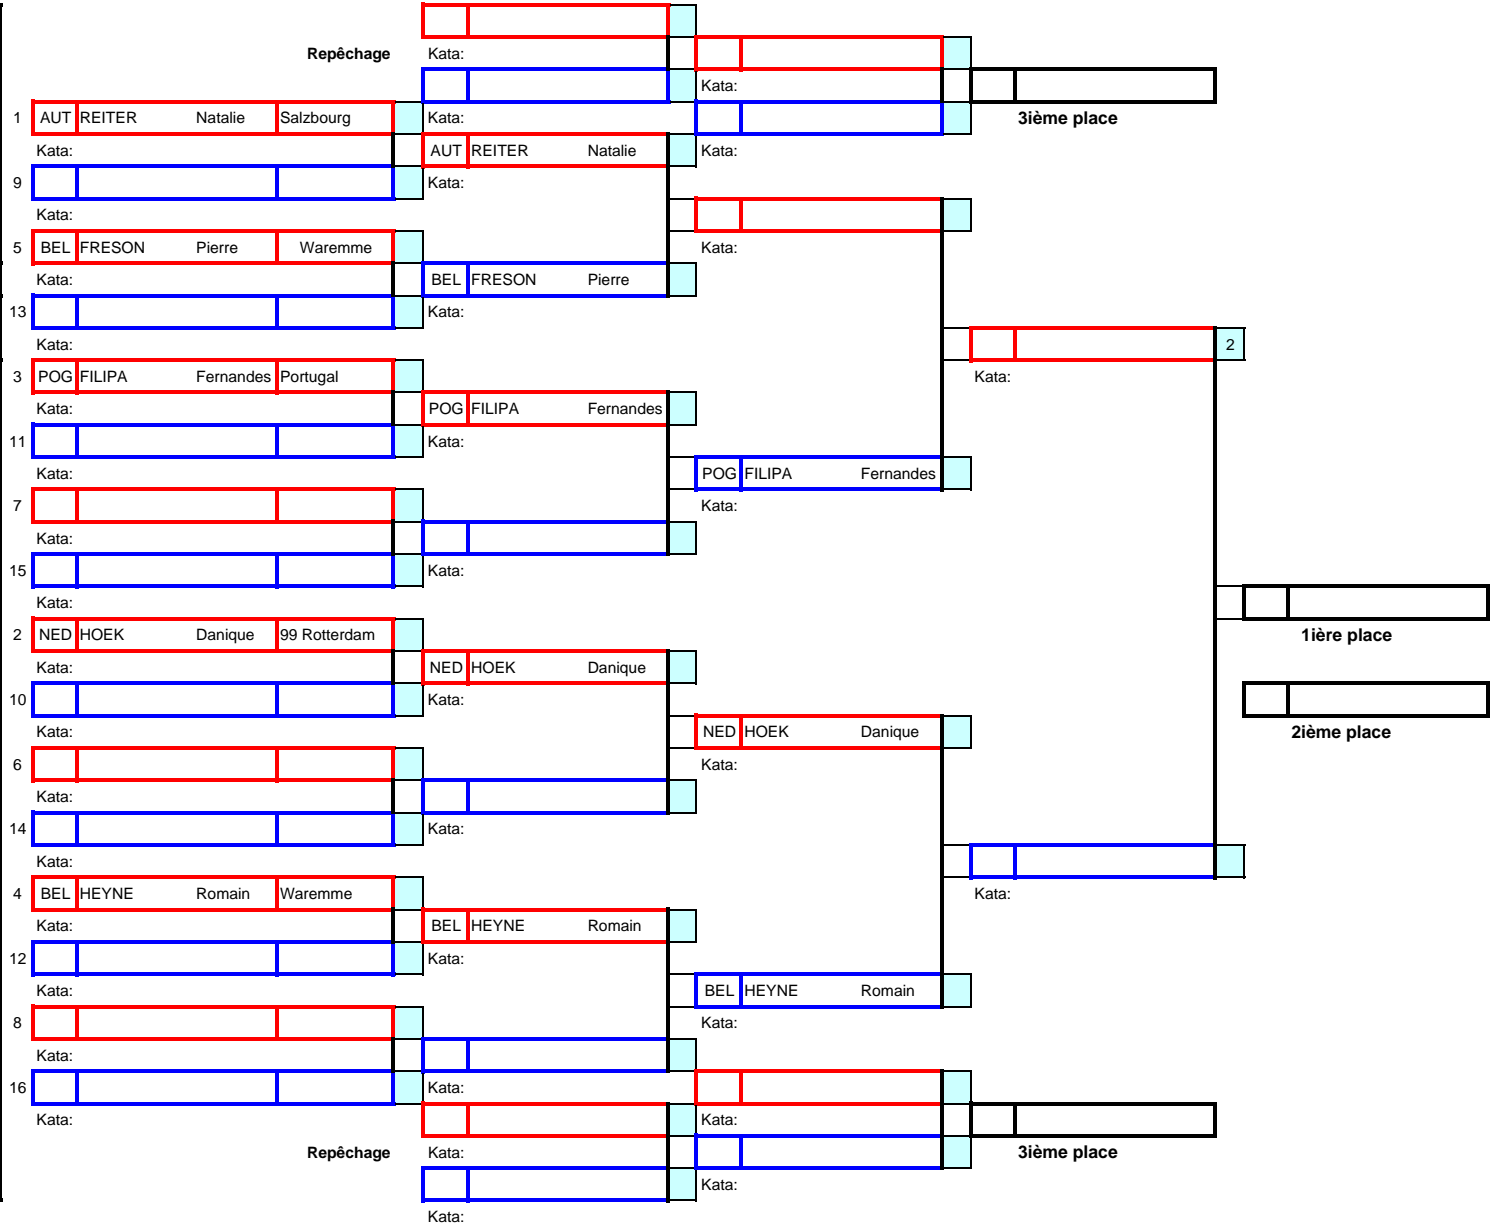 Repêchage Kata:
Kata:
1 AUT REITER Natalie Salzbourg Kata: 3ième place
Kata: AUT REITER Natalie Kata:
9 Kata:
Kata:
5 BEL FRESON Pierre Waremme Kata:
Kata: BEL FRESON Pierre
13 Kata:
Kata: 2
3 POG FILIPA Fernandes Portugal Kata:
Kata: POG FILIPA Fernandes
11 Kata:
Kata: POG FILIPA Fernandes
7 Kata:
Kata:
15 Kata:
Kata:
2 NED HOEK Danique 99 Rotterdam 1ière place
Kata: NED HOEK Danique
10 Kata:
Kata: NED HOEK Danique 2ième place
6 Kata:
Kata:
14 Kata:
Kata:
4 BEL HEYNE Romain Waremme Kata:
Kata: BEL HEYNE Romain
12 Kata:
Kata: BEL HEYNE Romain
8 Kata:
Kata:
16 Kata:
Kata: Kata:
Repêchage Kata: 3ième place
Kata:
Kata: